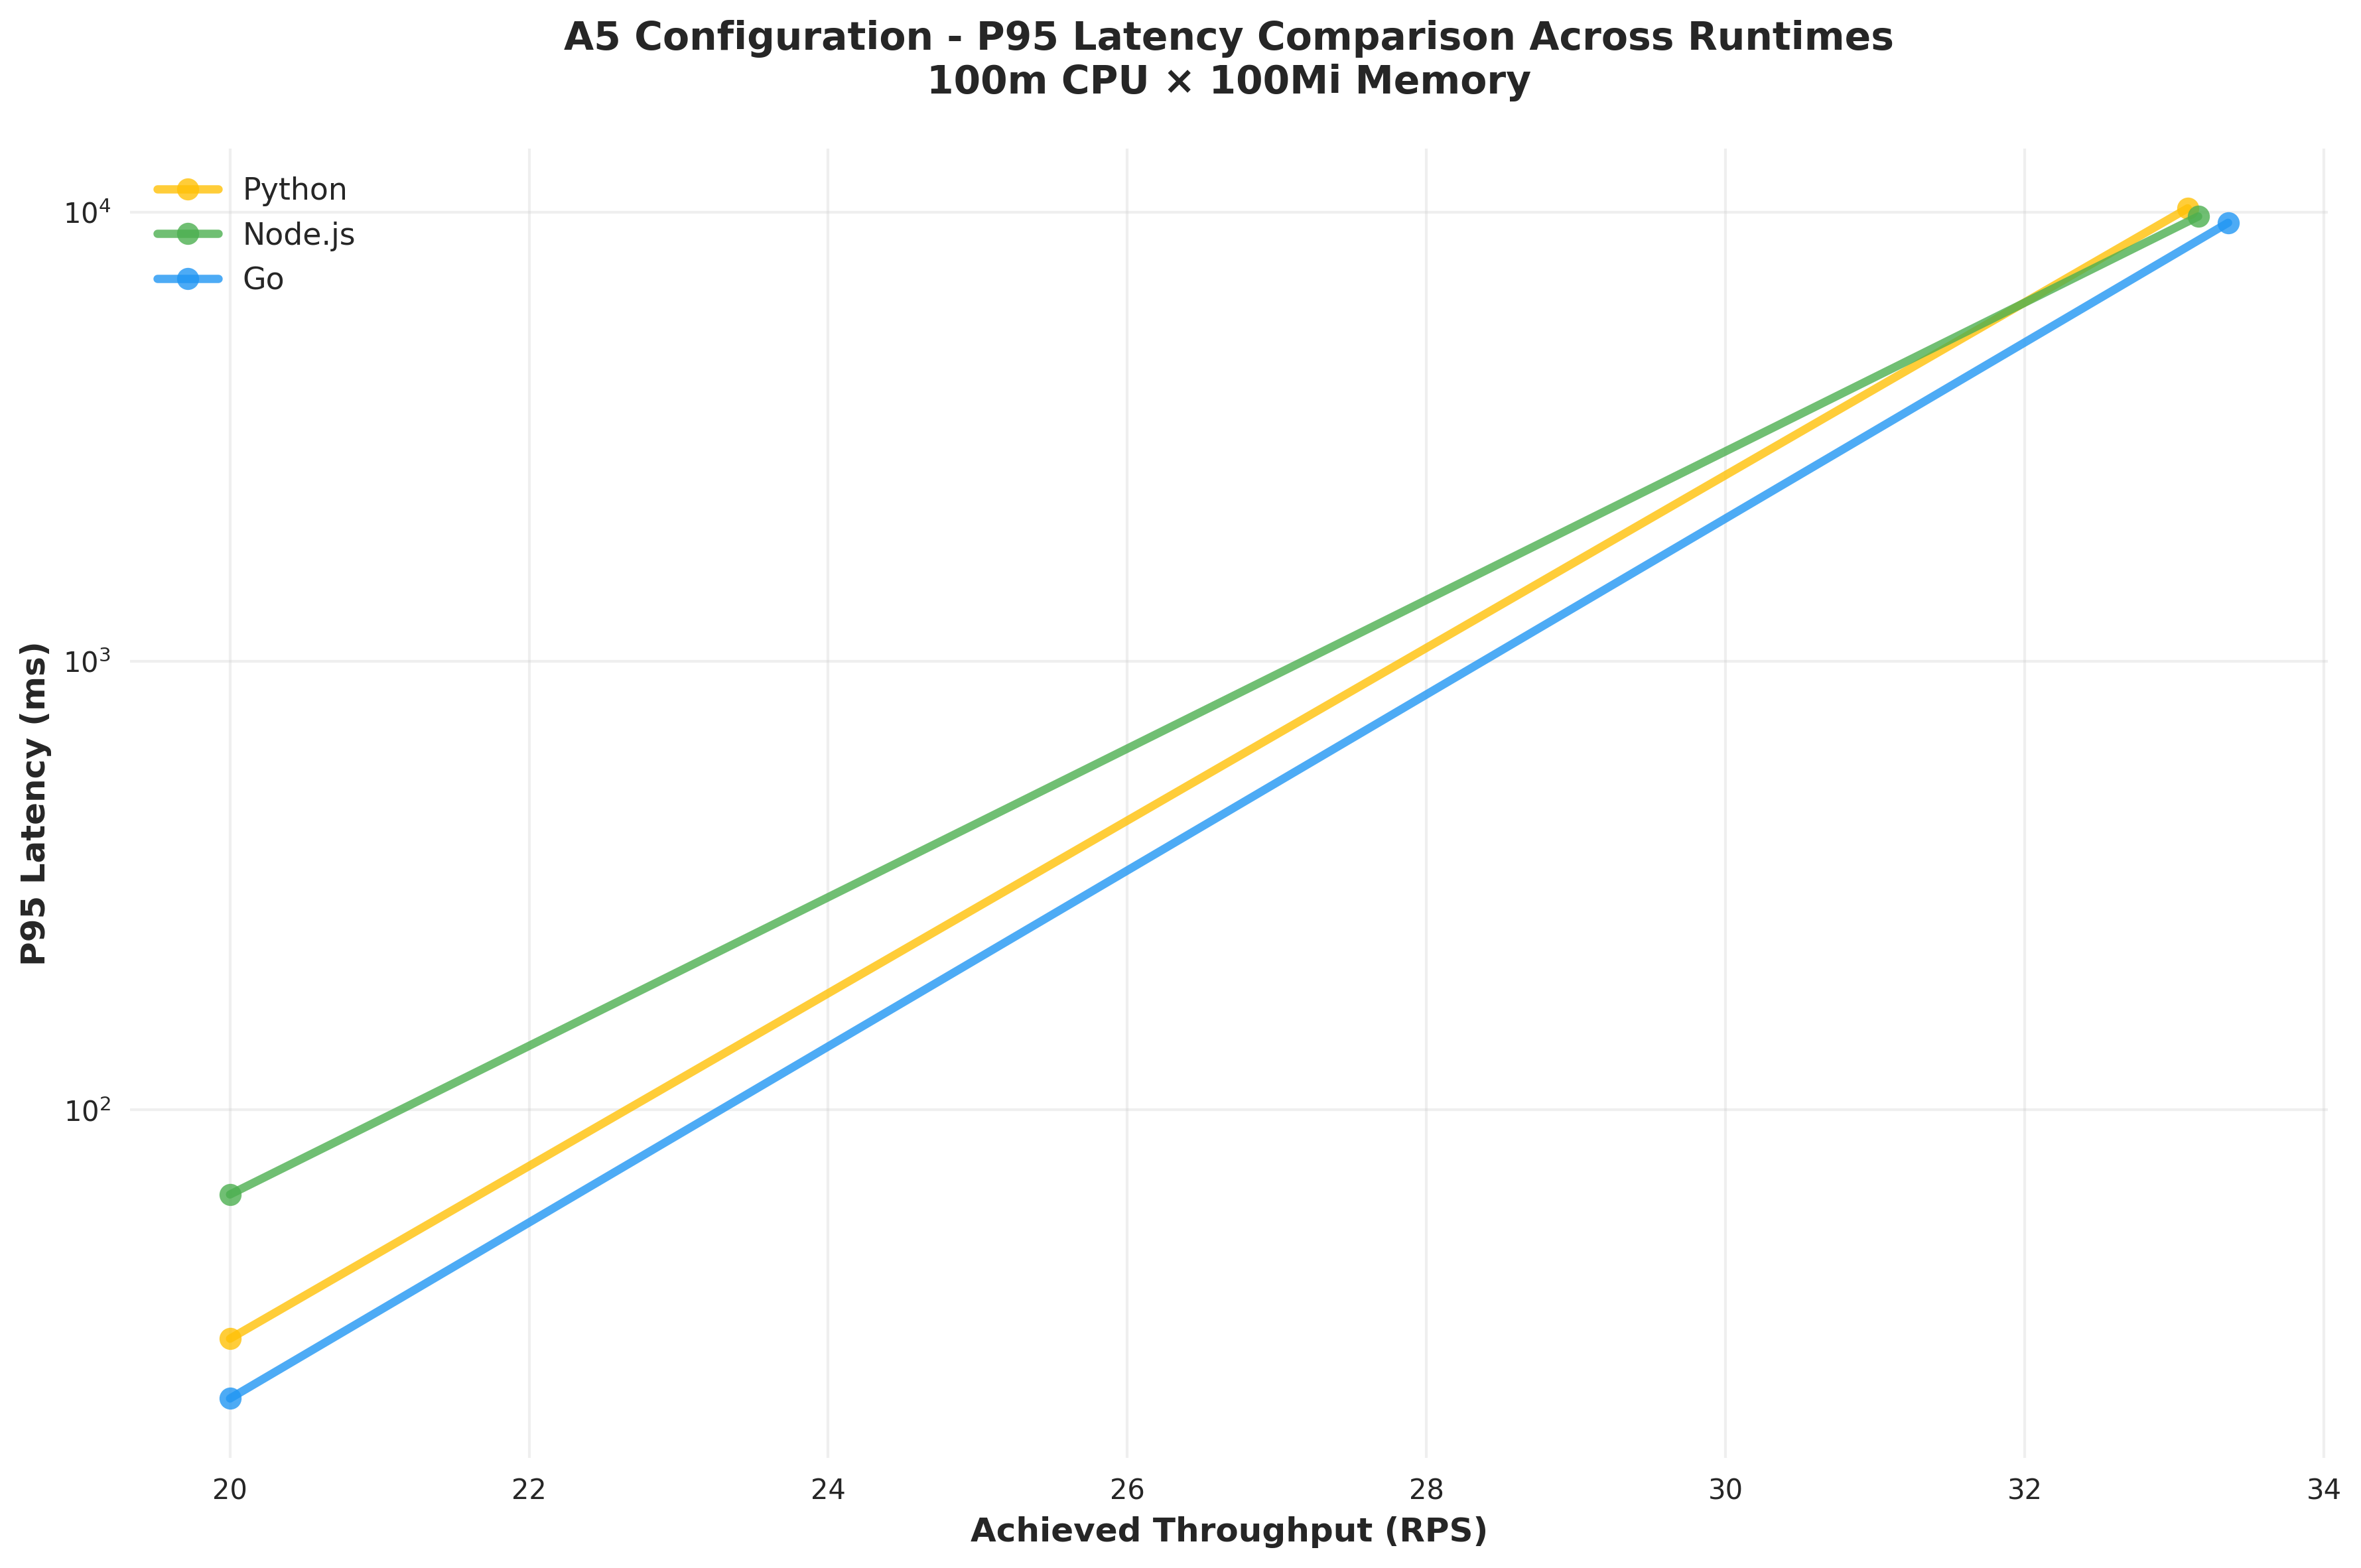 A5 Configuration - P95 Latency Comparison Across Runtimes
100m CPU × 100Mi Memory
Python
Node.js
Go
10⁴
10³
10²
P95 Latency (ms)
20 22 24 26 28 30 32 34
Achieved Throughput (RPS)